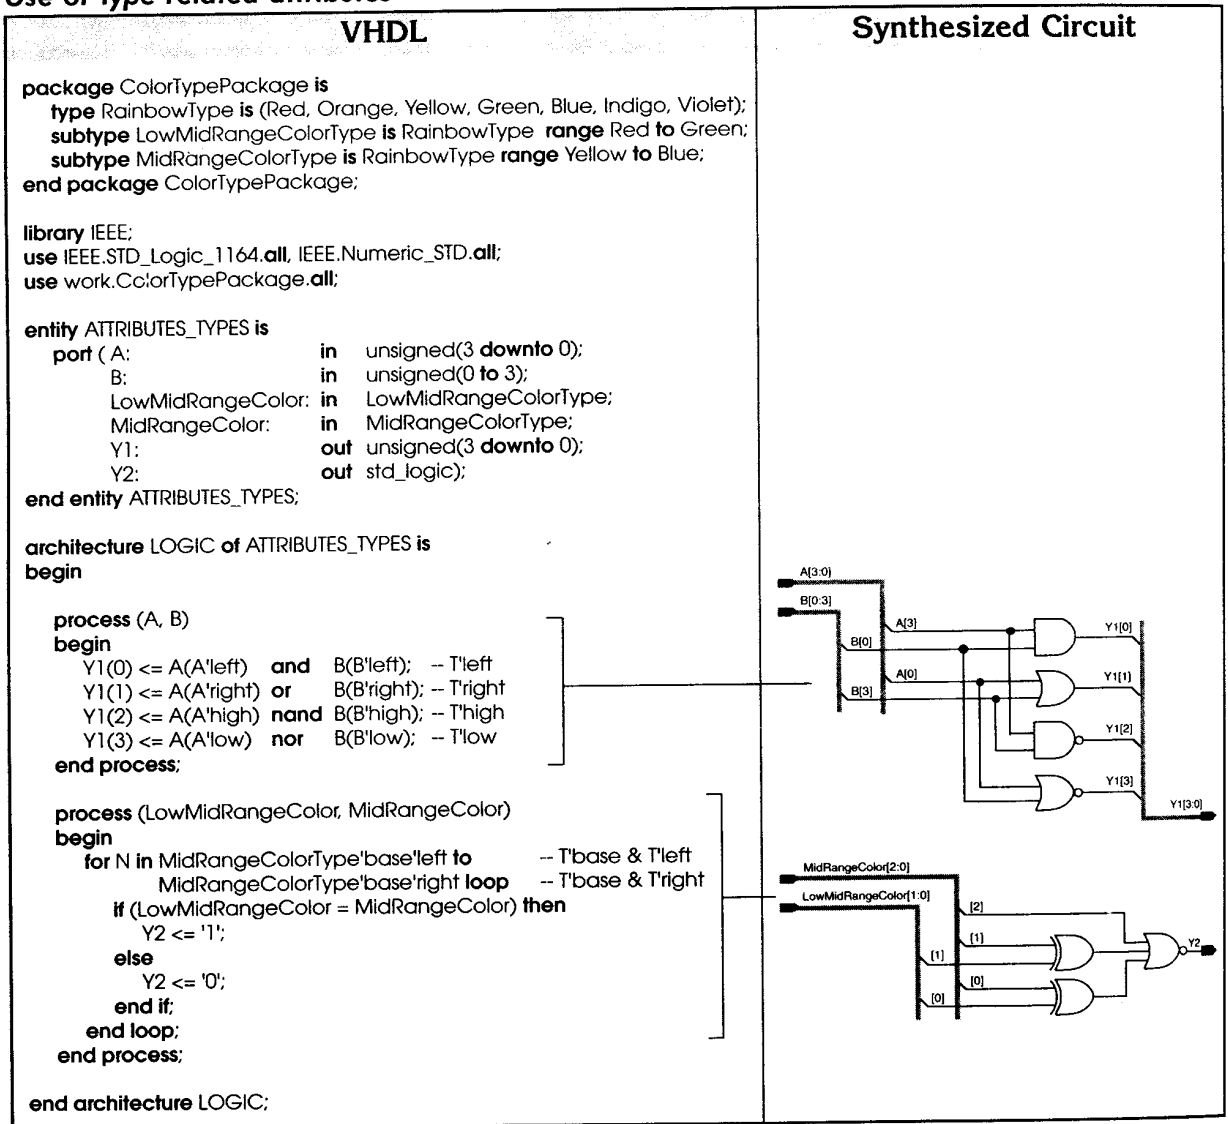 Use of type related attributes
VHDL
Synthesized Circuit
package ColorTypePackage is
type RainbowType is (Red, Orange, Yellow, Green, Blue, Indigo, Violet);
subtype LowMidRangeColorType is RainbowType range Red to Green;
subtype MidRangeColorType is RainbowType range Yellow to Blue;
end package ColorTypePackage;
library IEEE;
use IEEE.STD_Logic_1164.all, IEEE.Numeric_STD.all;
use work.ColorTypePackage.all;
entity ATTRIBUTES_TYPES is
port ( A: in unsigned(3 downto 0);
B: in unsigned(0 to 3);
LowMidRangeColor: in LowMidRangeColorType;
MidRangeColor: in MidRangeColorType;
Y1: out unsigned(3 downto 0);
Y2: out std_logic);
end entity ATTRIBUTES_TYPES;
architecture LOGIC of ATTRIBUTES_TYPES is
begin
process (A, B)
begin
Y1(0) <= A(A'left) and B(B'left); -- T'left
Y1(1) <= A(A'right) or B(B'right); -- T'right
Y1(2) <= A(A'high) nand B(B'high); -- T'high
Y1(3) <= A(A'low) nor B(B'low); -- T'low
end process;
process (LowMidRangeColor, MidRangeColor)
begin
for N in MidRangeColorType'base'left to -- T'base & T'left
MidRangeColorType'base'right loop -- T'base & T'right
if (LowMidRangeColor = MidRangeColor) then
Y2 <= '1';
else
Y2 <= '0';
end if;
end loop;
end process;
end architecture LOGIC;
A[3:0]
B[0:3]
A[3]
Y1[0]
B[0]
A[0]
Y1[1]
B[3]
Y1[2]
Y1[3]
Y1[3:0]
MidRangeColor[2:0]
LowMidRangeColor[1:0]
[2]
[1]
Y2
[1]
[0]
[0]